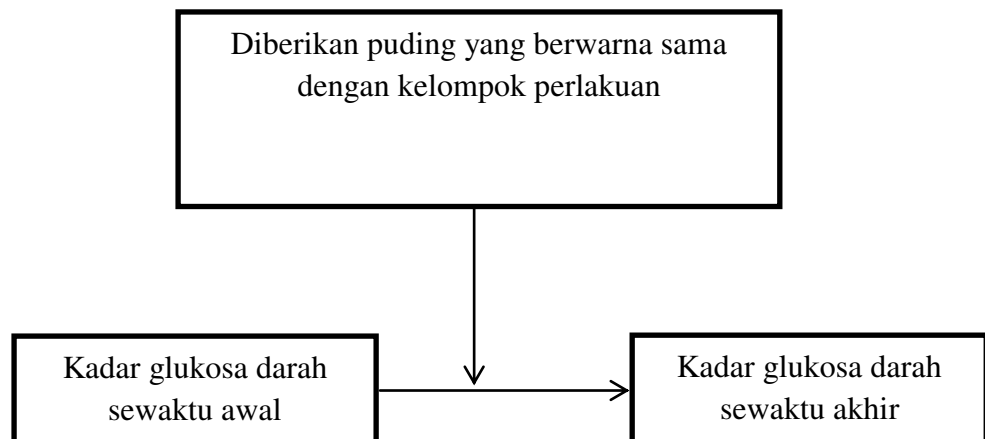 Diberikan puding yang berwarna sama
dengan kelompok perlakuan
Kadar glukosa darah
sewaktu awal
Kadar glukosa darah
sewaktu akhir